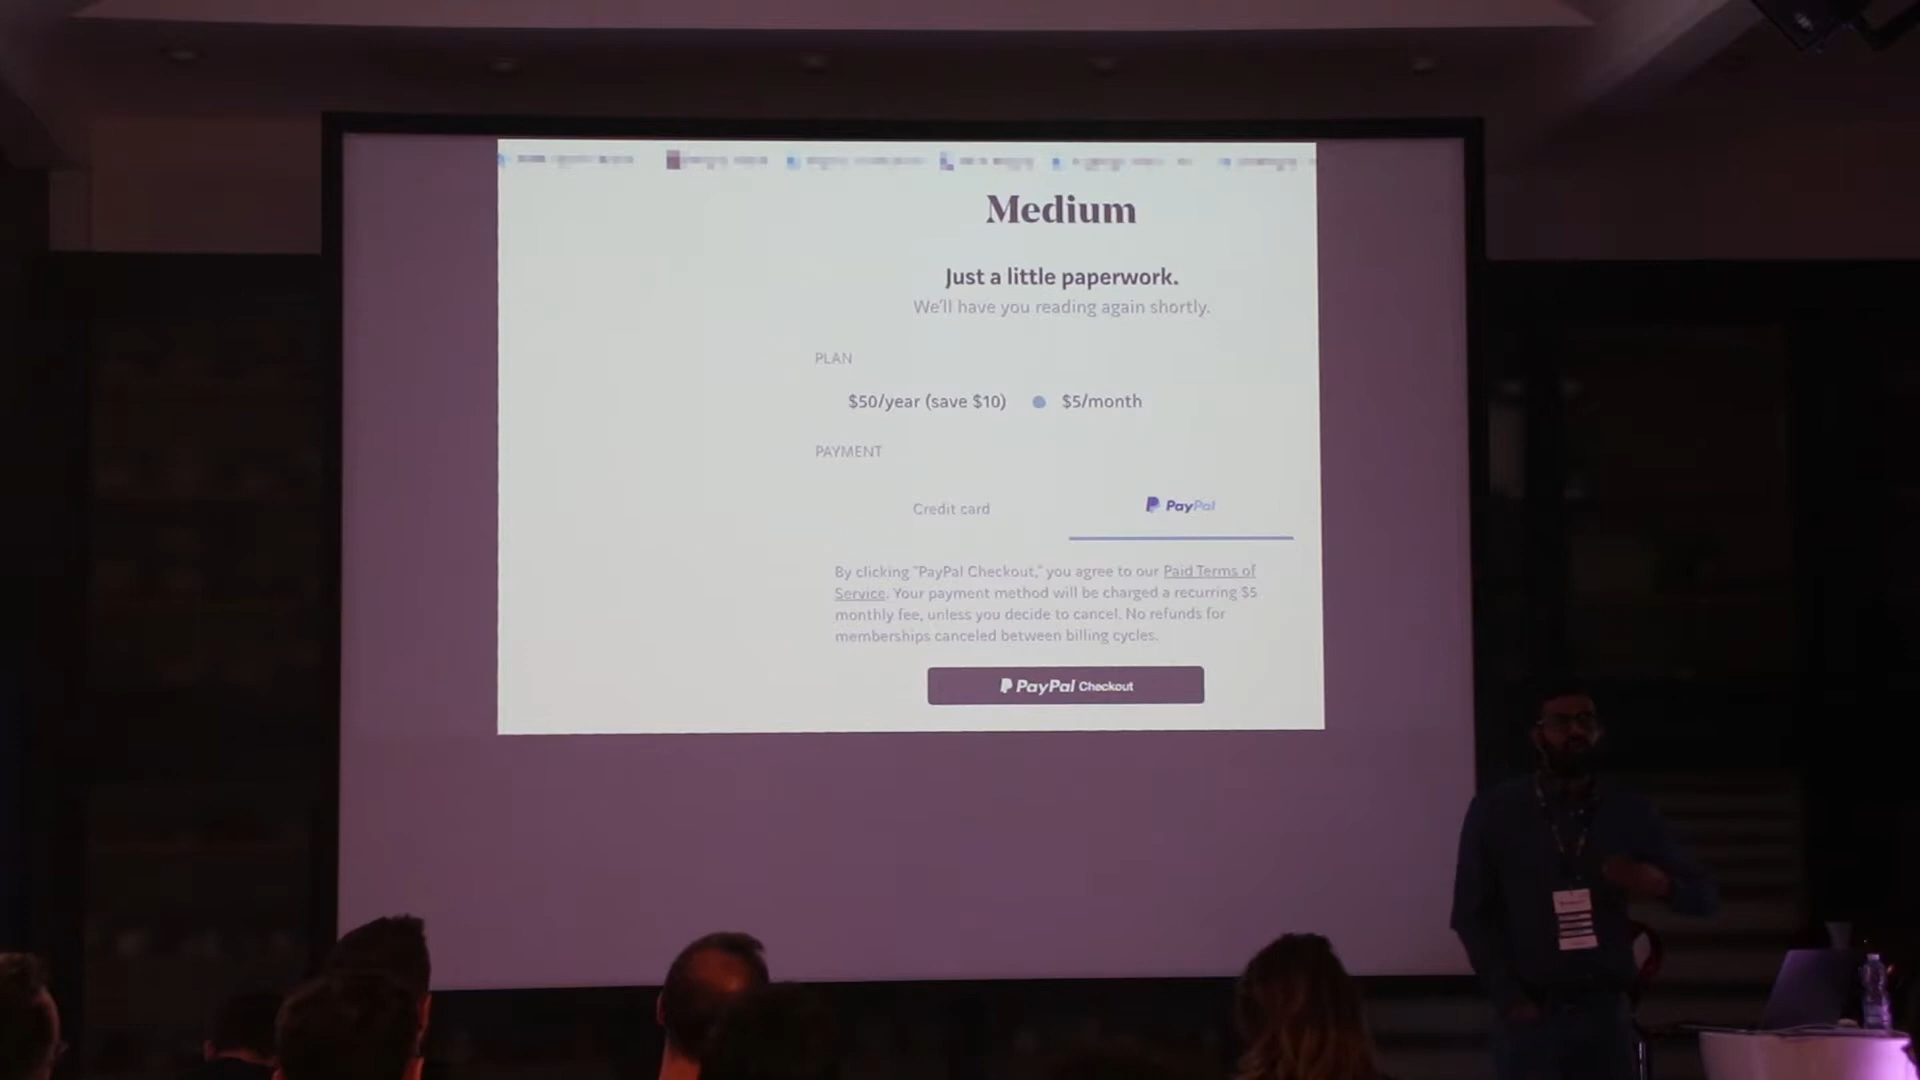 Medium
Just a little paperwork.
We'll have you reading again shortly.
PLAN
$50/year (save $10) $5/month
PAYMENT
Credit card PayPal
By clicking "PayPal Checkout," you agree to our Paid Terms of
Service. Your payment method will be charged a recurring $5
monthly fee, unless you decide to cancel. No refunds for
memberships canceled between billing cycles.
PayPal Checkout